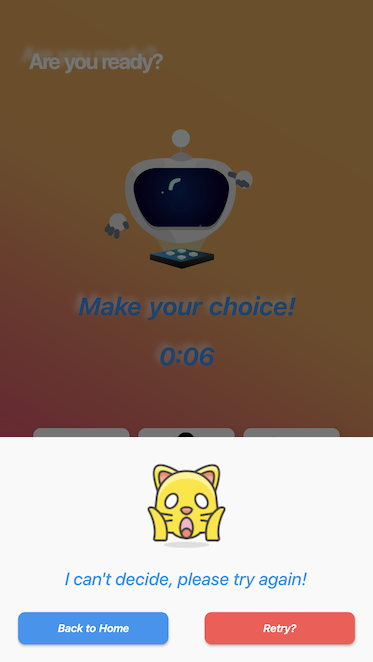 Are you ready?
Make your choice!
0:06
I can't decide, please try again!
Back to Home
Retry?